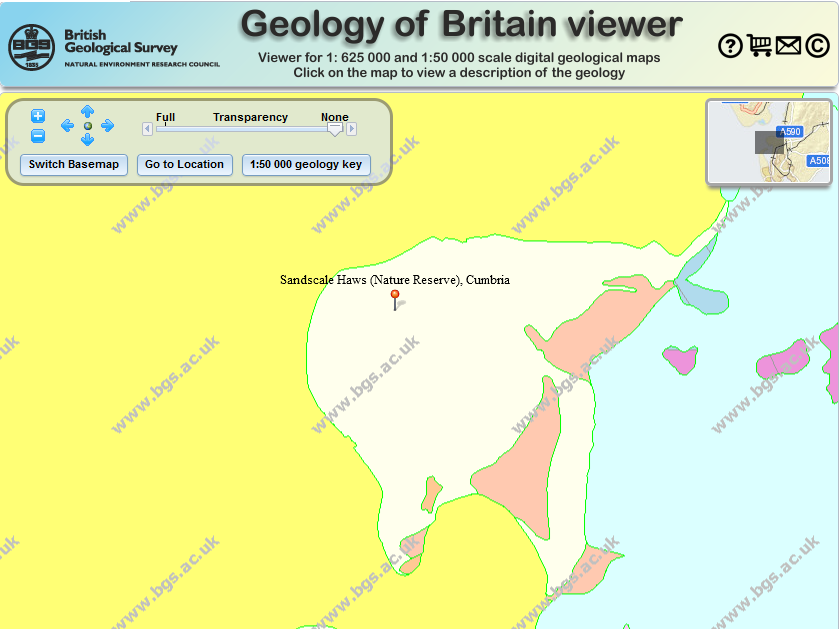 Geology of Britain viewer
British
Geological Survey
NATURAL ENVIRONMENT RESEARCH COUNCIL
BGS
1835
Viewer for 1: 625 000 and 1:50 000 scale digital geological maps
Click on the map to view a description of the geology
Full Transparency None
Switch Basemap Go to Location 1:50 000 geology key
A590
A508
Sandscale Haws (Nature Reserve), Cumbria
www.bgs.ac.uk
www.bgs.ac.uk
www.bgs.ac.uk
www.bgs.ac.uk
www.bgs.ac.uk
www.bgs.ac.uk
www.bgs.ac.uk
www.bgs.ac.uk
www.bgs.ac.uk
www.bgs.ac.uk
www.bgs.ac.uk
www.bgs.ac.uk